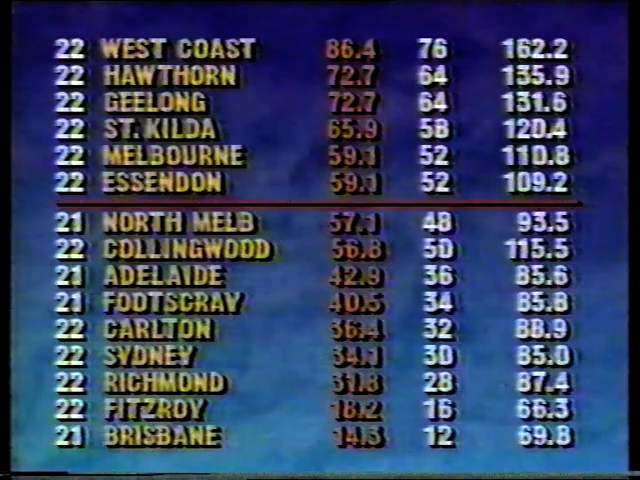 22 WEST COAST 86.4 76 162.2
22 HAWTHORN 72.7 64 135.9
22 GEELONG 72.7 64 131.6
22 ST. KILDA 65.9 58 120.4
22 MELBOURNE 59.1 52 110.8
22 ESSENDON 59.1 52 109.2
21 NORTH MELB 57.1 48 93.5
22 COLLINGWOOD 56.8 50 115.5
21 ADELAIDE 42.9 36 85.6
21 FOOTSCRAY 40.5 34 85.8
22 CARLTON 36.4 32 88.9
22 SYDNEY 34.1 30 85.0
22 RICHMOND 31.8 28 87.4
22 FITZROY 18.2 16 66.3
21 BRISBANE 14.3 12 69.8